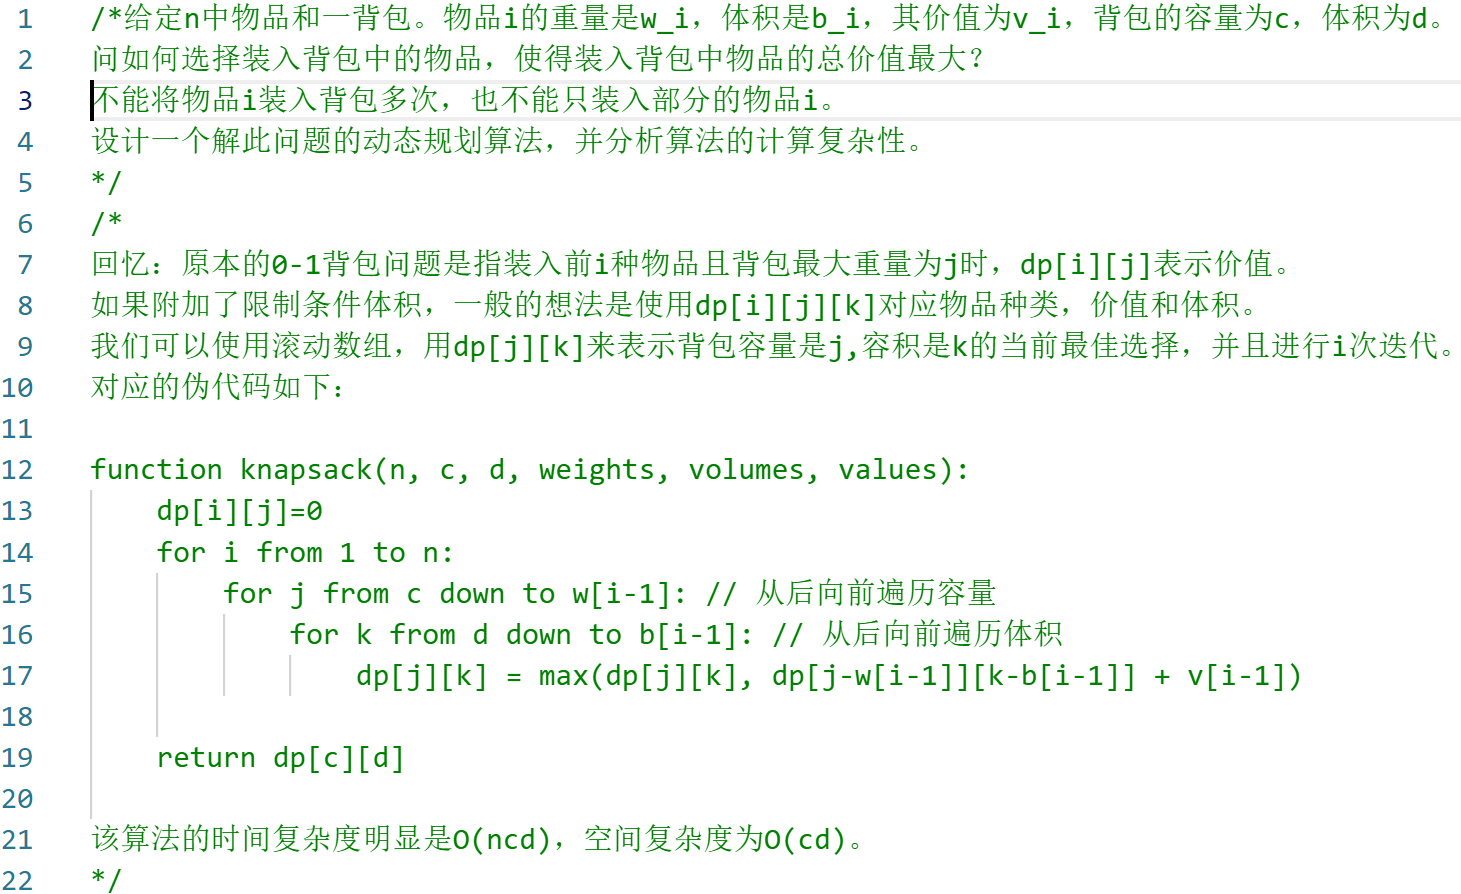 1 /*给定n中物品和一背包。物品i的重量是w_i，体积是b_i，其价值为v_i，背包的容量为c，体积为d。
2 问如何选择装入背包中的物品，使得装入背包中物品的总价值最大？
3 不能将物品i装入背包多次，也不能只装入部分的物品i。
4 设计一个解此问题的动态规划算法，并分析算法的计算复杂性。
5 */
6 /*
7 回忆：原本的0-1背包问题是指装入前i种物品且背包最大重量为j时，dp[i][j]表示价值。
8 如果附加了限制条件体积，一般的想法是使用dp[i][j][k]对应物品种类，价值和体积。
9 我们可以使用滚动数组，用dp[j][k]来表示背包容量是j,容积是k的当前最佳选择，并且进行i次迭代。
10 对应的伪代码如下：
11
12 function knapsack(n, c, d, weights, volumes, values):
13     dp[i][j]=0
14     for i from 1 to n:
15         for j from c down to w[i-1]: // 从后向前遍历容量
16             for k from d down to b[i-1]: // 从后向前遍历体积
17                 dp[j][k] = max(dp[j][k], dp[j-w[i-1]][k-b[i-1]] + v[i-1])
18
19     return dp[c][d]
20
21 该算法的时间复杂度明显是O(ncd)，空间复杂度为O(cd)。
22 */